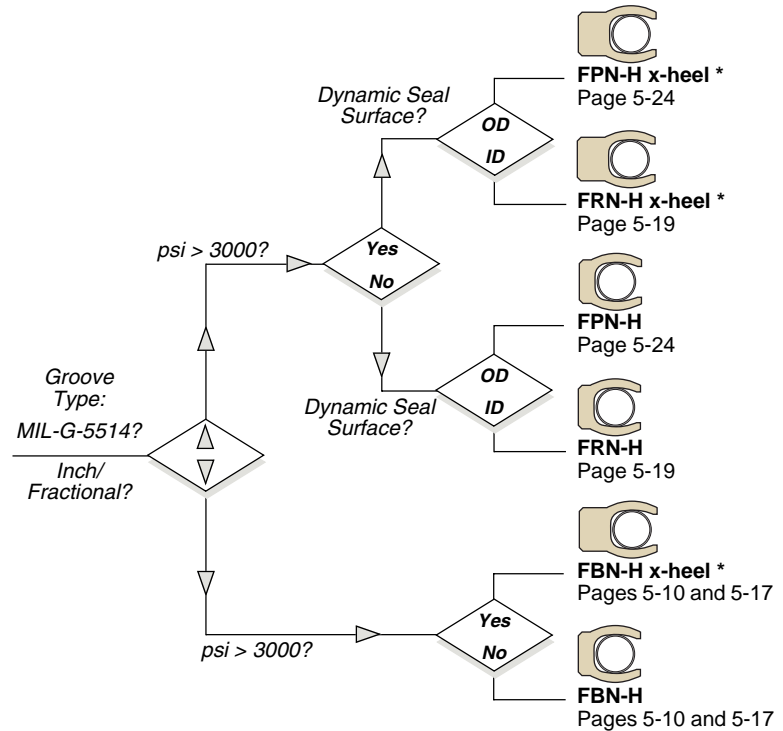 FPN-H x-heel *
Page 5-24
Dynamic Seal
Surface?
OD
ID
FRN-H x-heel *
Page 5-19
psi > 3000?
Yes
No
FPN-H
Page 5-24
Groove
Type:
MIL-G-5514?
Inch/
Fractional?
Dynamic Seal
Surface?
OD
ID
FRN-H
Page 5-19
FBN-H x-heel *
Pages 5-10 and 5-17
psi > 3000?
Yes
No
FBN-H
Pages 5-10 and 5-17